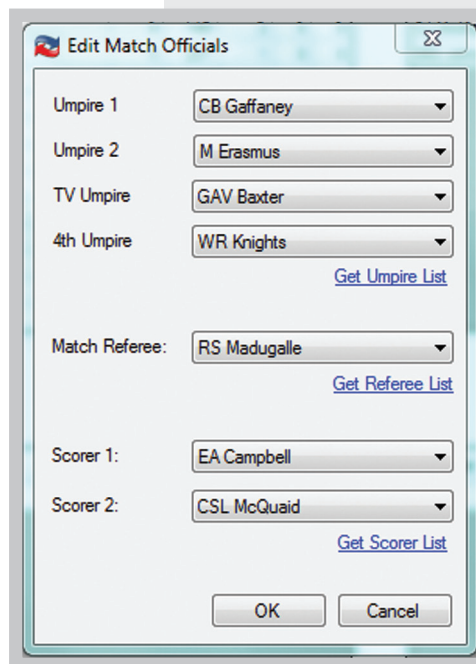 Edit Match Officials
Umpire 1 CB Gaffaney
Umpire 2 M Erasmus
TV Umpire GAV Baxter
4th Umpire WR Knights
Get Umpire List
Match Referee: RS Madugalle
Get Referee List
Scorer 1: EA Campbell
Scorer 2: CSL McQuaid
Get Scorer List
OK Cancel